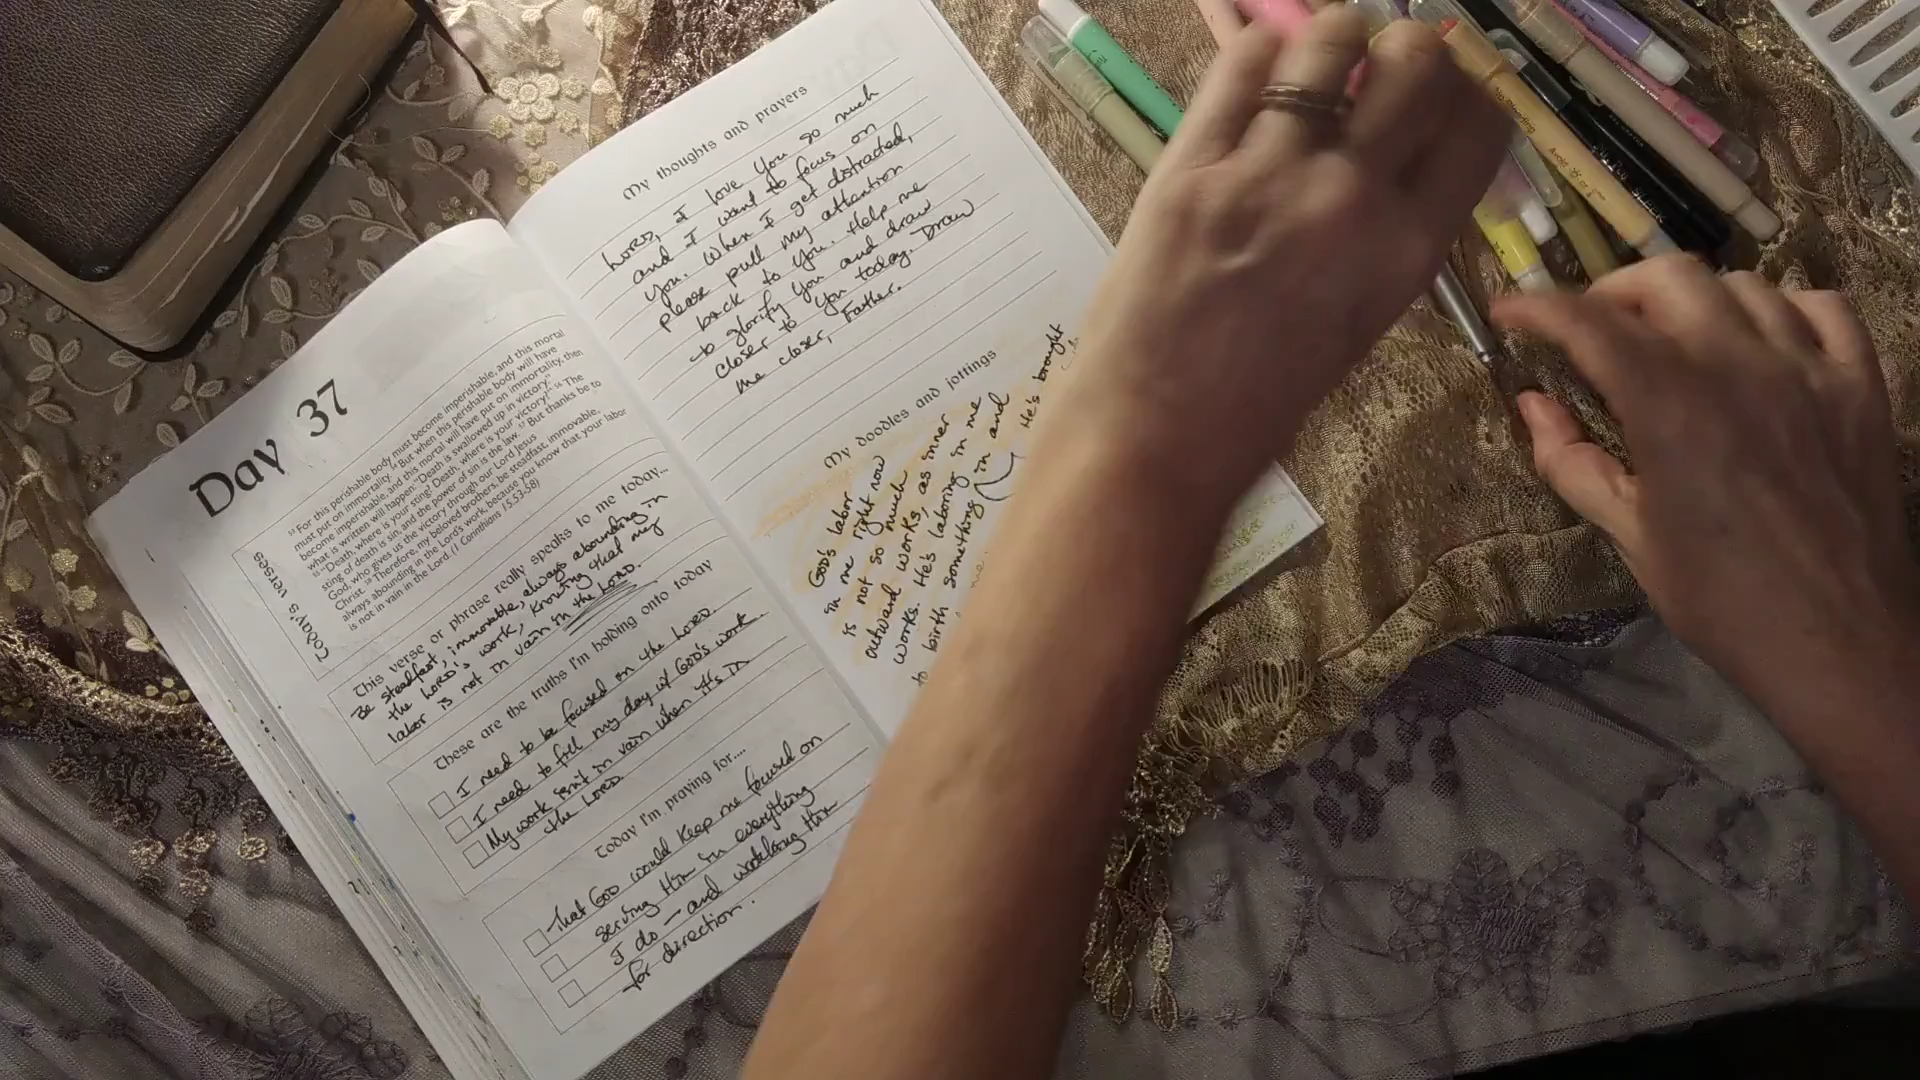 Day 37
Today's verses
⁵³ For this perishable body must become imperishable, and this mortal
must put on immortality. ⁵⁴ But when this perishable body will have
become imperishable, and this mortal will have put on immortality, then
what is written will happen: "Death is swallowed up in victory."
⁵⁵ "Death, where is your sting? Death, where is your victory?" ⁵⁶ The
sting of death is sin, and the power of sin is the law. ⁵⁷ But thanks be to
God, who gives us the victory through our Lord Jesus
Christ. ⁵⁸ Therefore, my beloved brothers, be steadfast, immovable,
always abounding in the Lord's work, because you know that your labor
is not in vain in the Lord. (1 Corinthians 15:53-58)
This verse or phrase really speaks to me today...
Be steadfast, immovable, always abounding in
the LORD's work, knowing that my
labor is not in vain in the LORD.
These are the truths I'm holding onto today
I need to be focused on the LORD.
I need to fill my day w/ God's work.
My work isn't in vain when it's in
the LORD.
Today I'm praying for...
That God would keep me focused on
serving Him in everything
I do - and watching Him
for direction.
My thoughts and prayers
LORD, I love You so much
and I want to focus on
You. When I get distracted,
please pull my attention
back to You. Help me
to glorify You and draw
closer to You today. Draw
me closer, Father.
My doodles and jottings
God's labor
in me right now
is not so much
outward works, as inner
works. He's laboring in me
to birth something in and
He's brought
me
No Bleeding